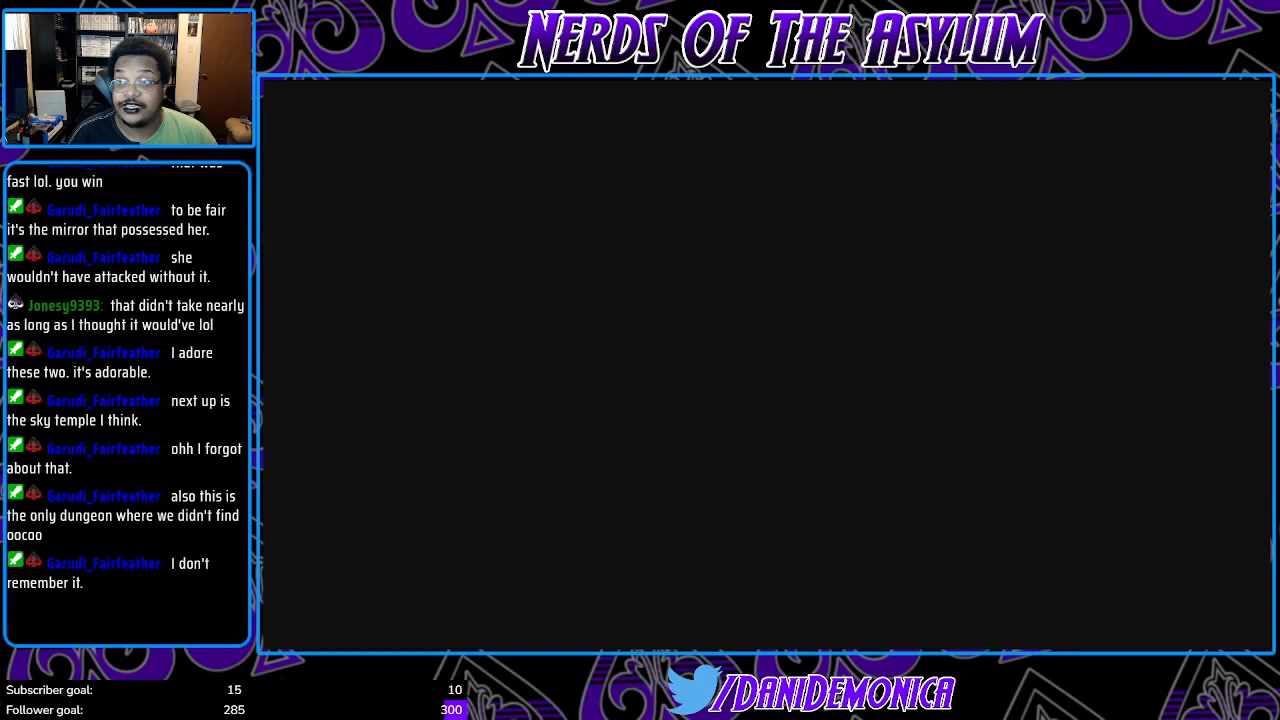 Nerds Of The Asylum
fast lol. you win
Garudi_Fairfeather to be fair
it's the mirror that possessed her.
Garudi_Fairfeather she
wouldn't have attacked without it.
Jonesy9393: that didn't take nearly
as long as I thought it would've lol
Garudi_Fairfeather I adore
these two. it's adorable.
Garudi_Fairfeather next up is
the sky temple I think.
Garudi_Fairfeather ohh I forgot
about that.
Garudi_Fairfeather also this is
the only dungeon where we didn't find
oocoo
Garudi_Fairfeather I don't
remember it.
Subscriber goal: 15 10
Follower goal: 285 300
/DaniDemonica